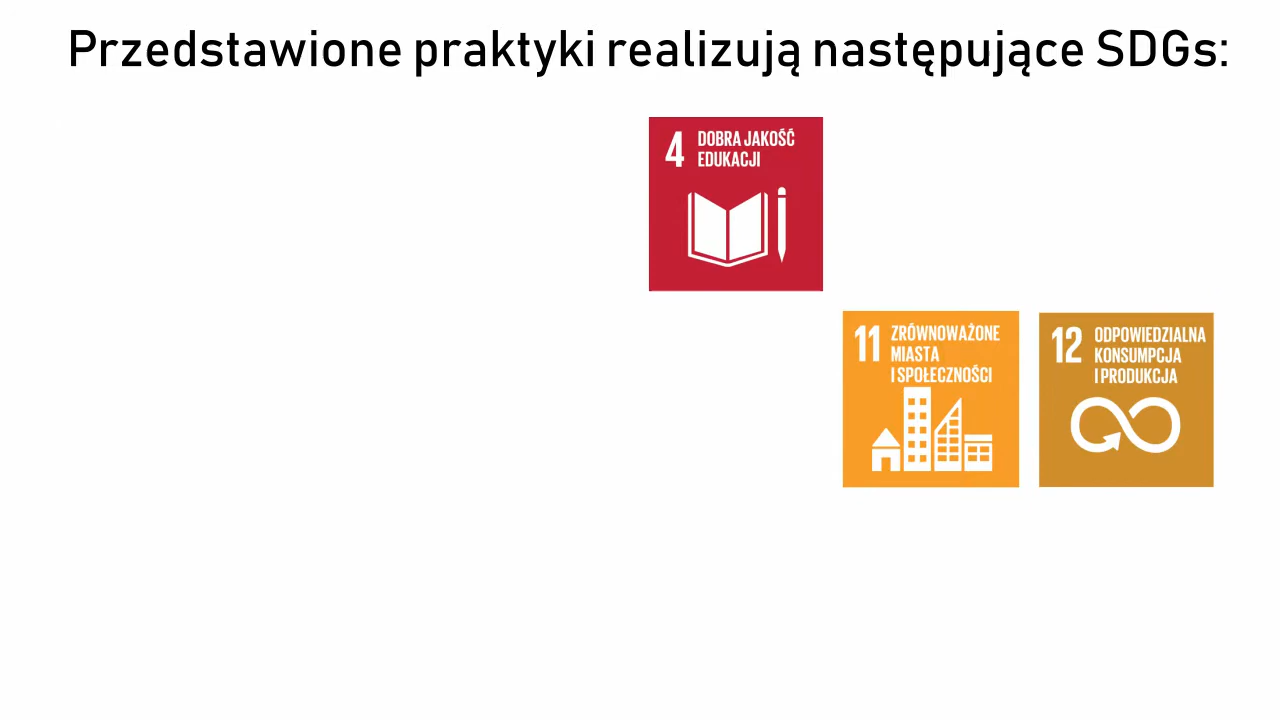 Przedstawione praktyki realizują następujące SDGs:
4 DOBRA JAKOŚĆ
EDUKACJI
11 ZRÓWNOWAŻONE
MIASTA
I SPOŁECZNOŚCI
12 ODPOWIEDZIALNA
KONSUMPCJA
I PRODUKCJA